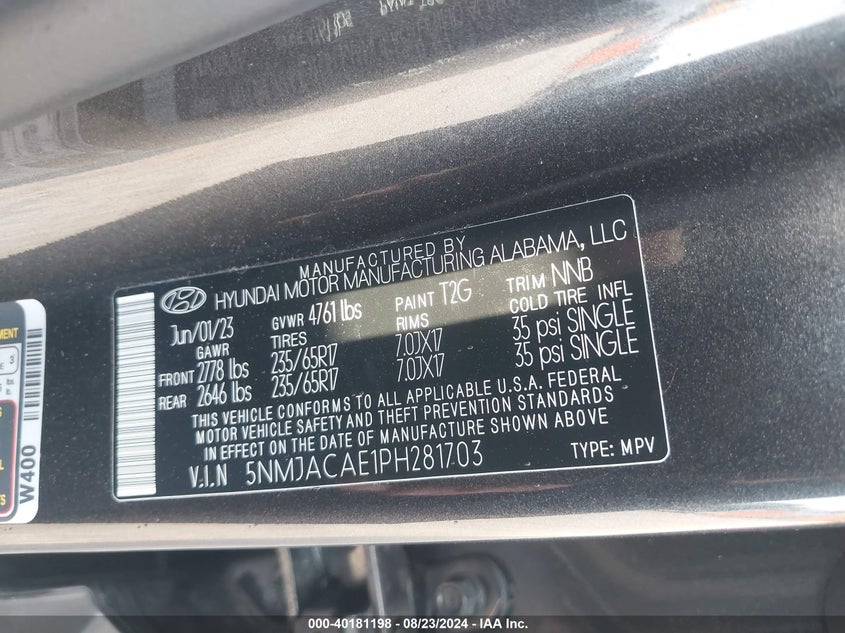 MANUFACTURED BY
HYUNDAI MOTOR MANUFACTURING ALABAMA, LLC
Jun/01/23 GVWR 4761 lbs PAINT T2G TRIM NNB
GAWR TIRES RIMS COLD TIRE INFL
FRONT 2778 lbs 235/65R17 7.0JX17 35 psi SINGLE
REAR 2646 lbs 235/65R17 7.0JX17 35 psi SINGLE
THIS VEHICLE CONFORMS TO ALL APPLICABLE U.S.A. FEDERAL
MOTOR VEHICLE SAFETY AND THEFT PREVENTION STANDARDS
IN EFFECT ON THE DATE OF MANUFACTURE SHOWN ABOVE
V.I.N 5NMJACAE1PH281703 TYPE: MPV
W400
000-40181198 - 08/23/2024 - IAA Inc.